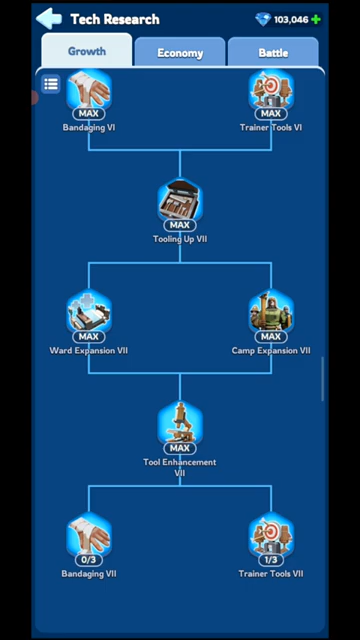 Tech Research
103,046
Growth
Economy
Battle
MAX
MAX
Bandaging VI
Trainer Tools VI
MAX
Tooling Up VII
MAX
MAX
Ward Expansion VII
Camp Expansion VII
MAX
Tool Enhancement
VII
0/3
1/3
Bandaging VII
Trainer Tools VII